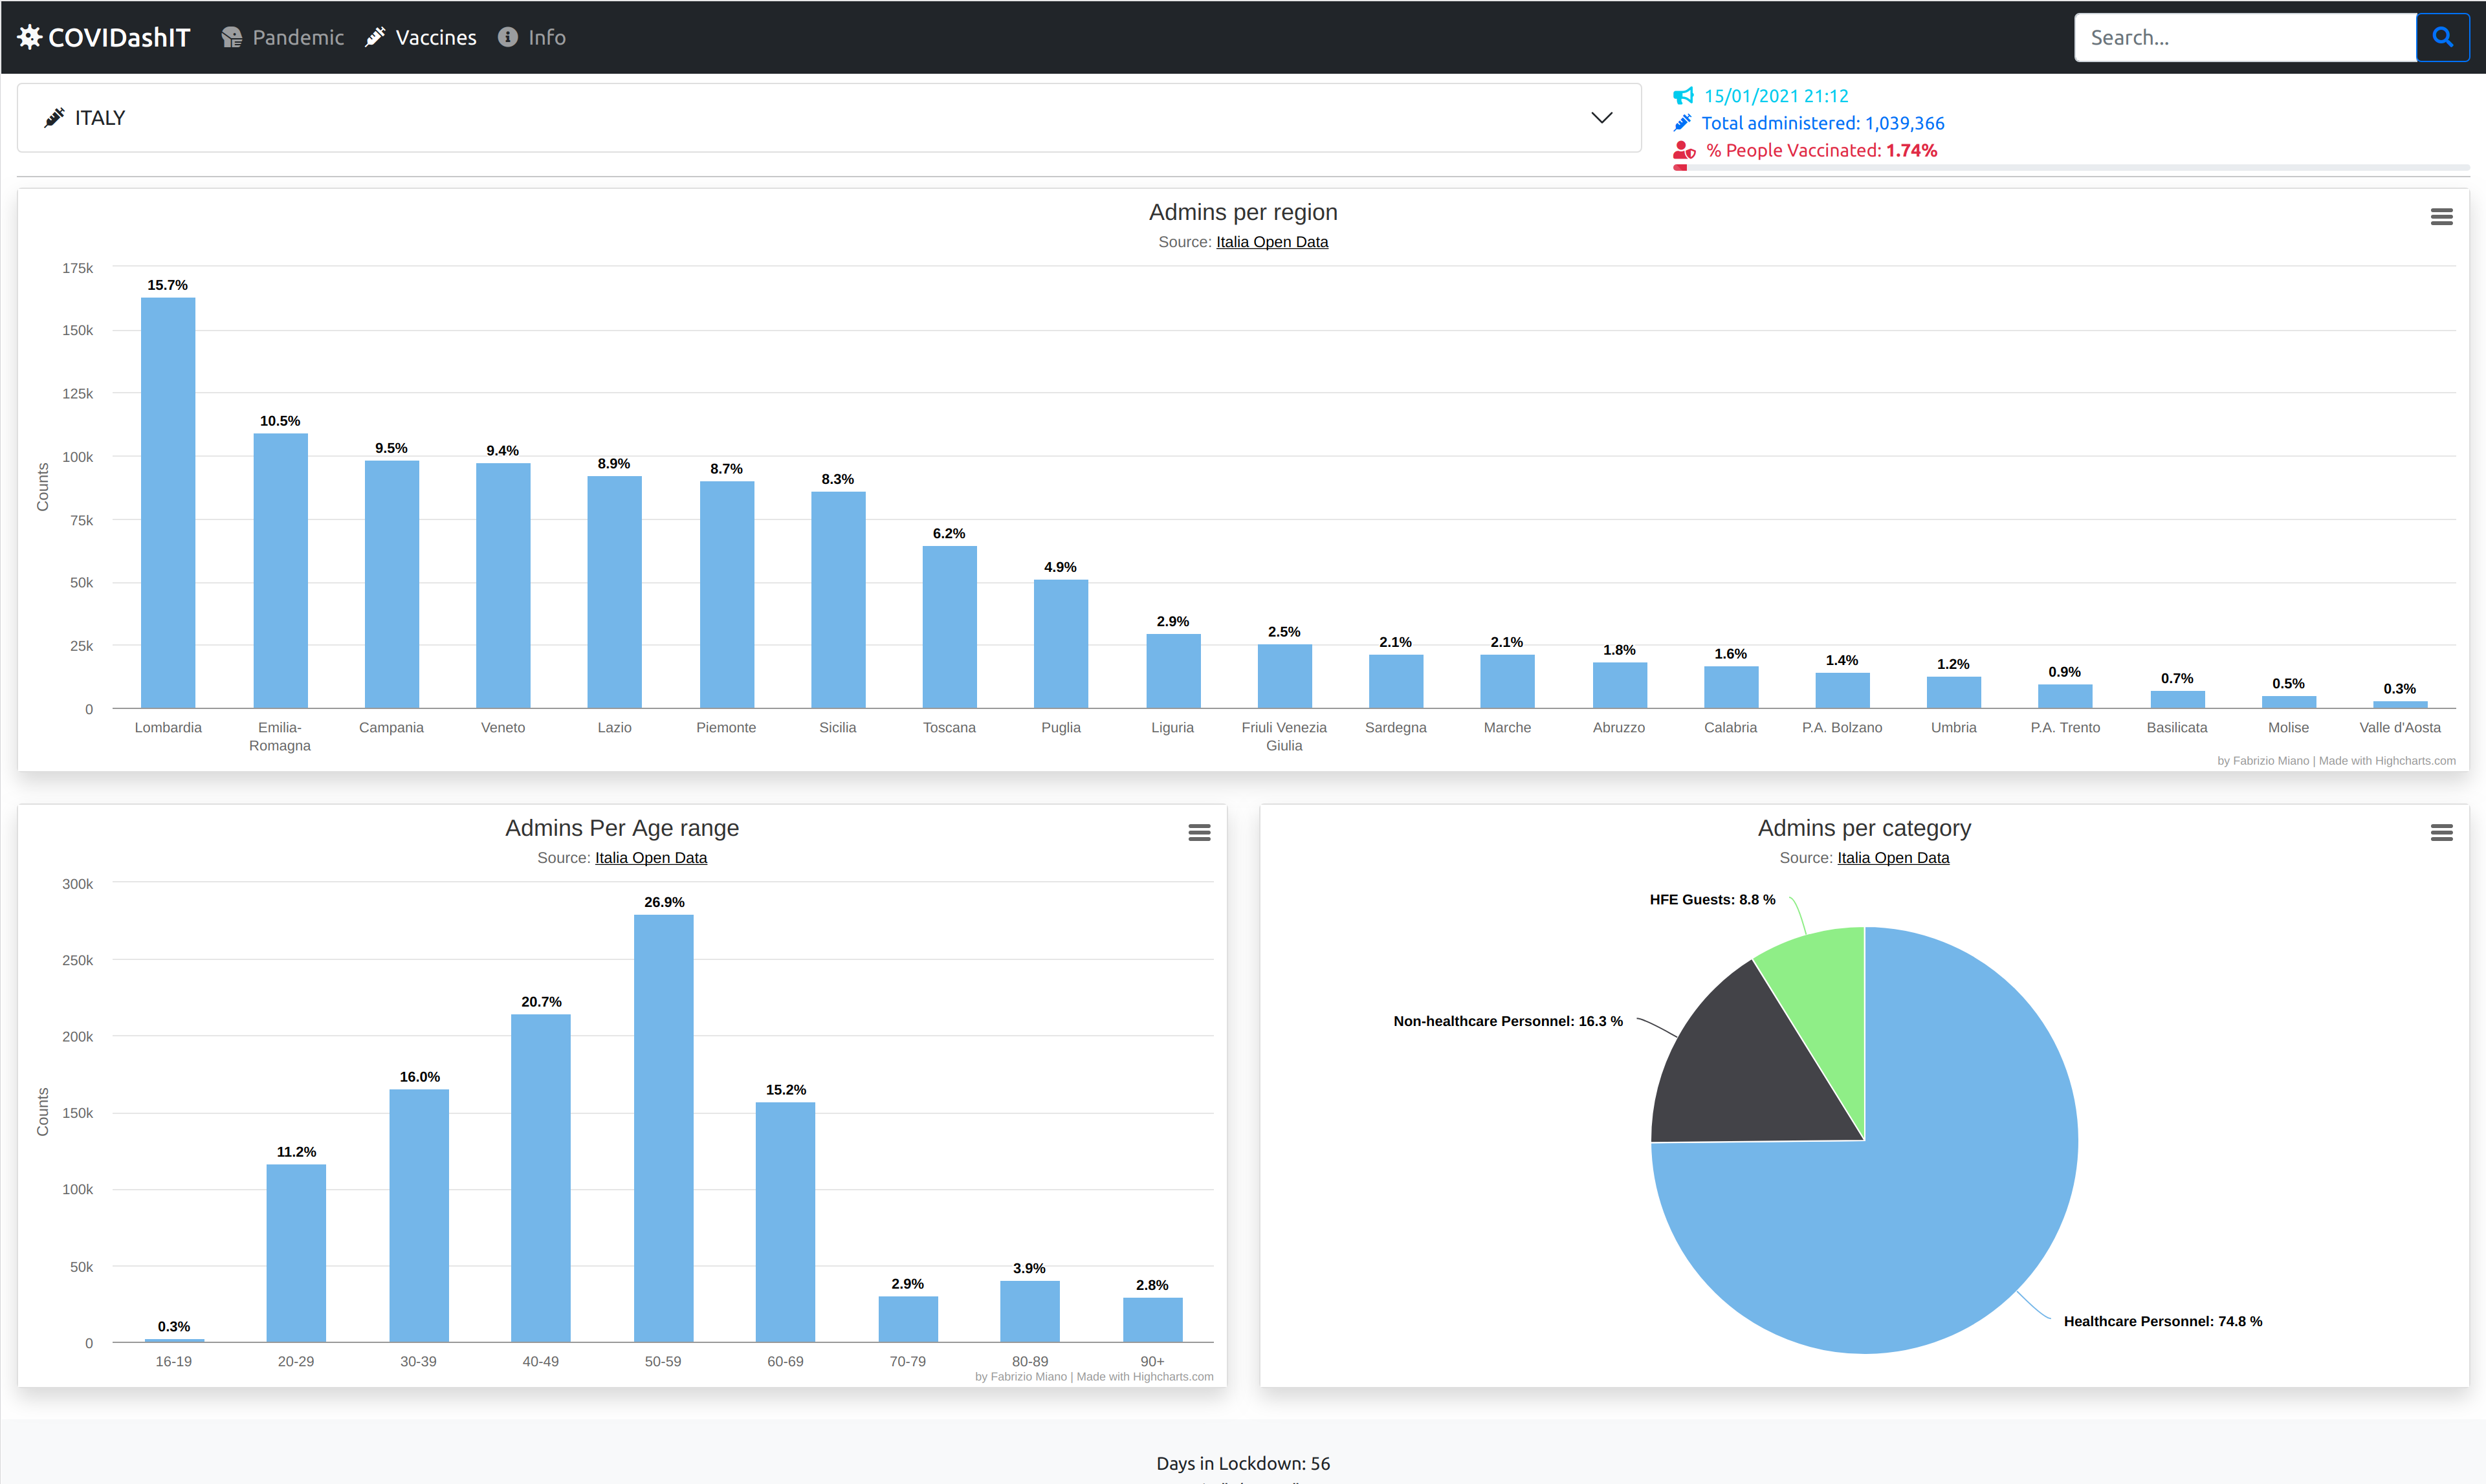 COVIDashIT Pandemic Vaccines Info Search...
ITALY
15/01/2021 21:12
Total administered: 1,039,366
% People Vaccinated: 1.74%
Admins per region
Source: Italia Open Data
175k
150k
125k
100k
75k
50k
25k
0
Counts
15.7%
10.5%
9.5%
9.4%
8.9%
8.7%
8.3%
6.2%
4.9%
2.9%
2.5%
2.1%
2.1%
1.8%
1.6%
1.4%
1.2%
0.9%
0.7%
0.5%
0.3%
Lombardia
Emilia-
Romagna
Campania
Veneto
Lazio
Piemonte
Sicilia
Toscana
Puglia
Liguria
Friuli Venezia
Giulia
Sardegna
Marche
Abruzzo
Calabria
P.A. Bolzano
Umbria
P.A. Trento
Basilicata
Molise
Valle d'Aosta
by Fabrizio Miano | Made with Highcharts.com
Admins Per Age range
Source: Italia Open Data
300k
250k
200k
150k
100k
50k
0
Counts
0.3%
11.2%
16.0%
20.7%
26.9%
15.2%
2.9%
3.9%
2.8%
16-19
20-29
30-39
40-49
50-59
60-69
70-79
80-89
90+
by Fabrizio Miano | Made with Highcharts.com
Admins per category
Source: Italia Open Data
HFE Guests: 8.8 %
Non-healthcare Personnel: 16.3 %
Healthcare Personnel: 74.8 %
Days in Lockdown: 56